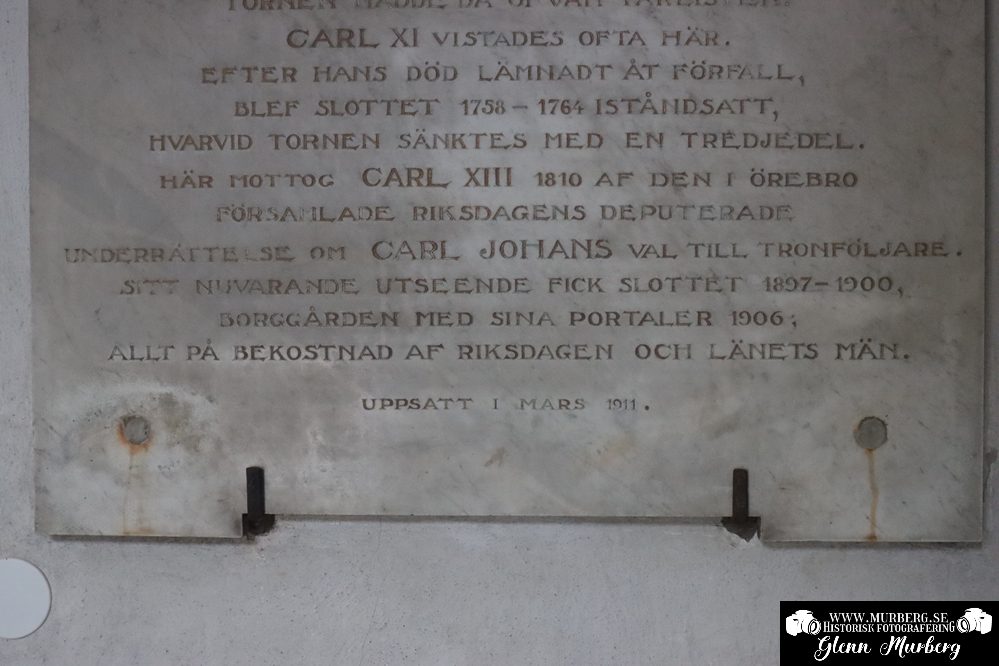 TORNEN
CARL XI VISTADES OFTA HÄR.
EFTER HANS DÖD LÄMNADT ÅT FÖRFALL,
BLEF SLOTTET 1758 - 1764 ISTÅNDSATT,
HVARVID TORNEN SÄNKTES MED EN TREDJEDEL.
HÄR MOTTOG CARL XIII 1810 AF DEN I ÖREBRO
FÖRSAMLADE RIKSDAGENS DEPUTERADE
UNDERRÄTTELSE OM CARL JOHANS VAL TILL TRONFÖLJARE.
SITT NUVARANDE UTSEENDE FICK SLOTTET 1897-1900,
BORGGÅRDEN MED SINA PORTALER 1906;
ALLT PÅ BEKOSTNAD AF RIKSDAGEN OCH LÄNETS MÄN.
UPPSATT I MARS 1911.
WWW.MURBERG.SE
HISTORISK FOTOGRAFERING
Glenn Murberg